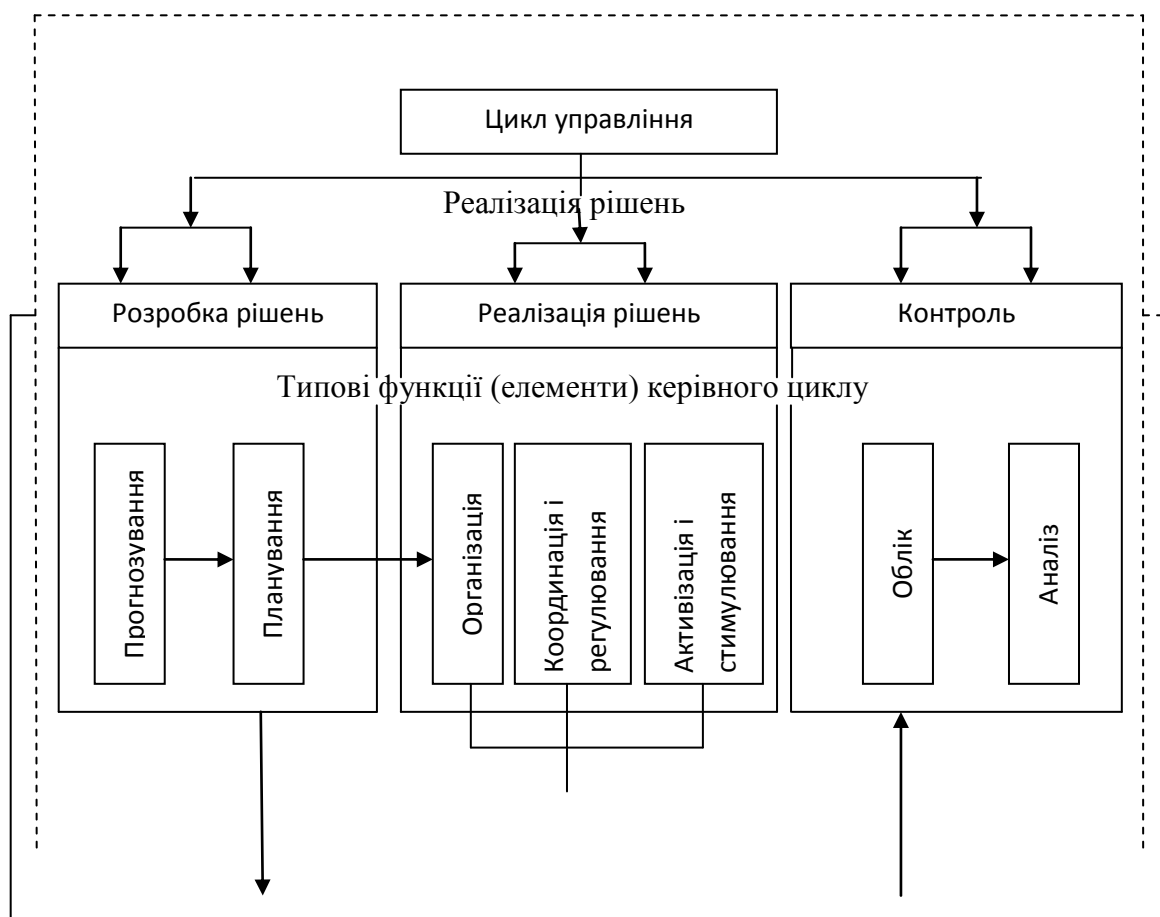 Цикл управління
Реалізація рішень
Розробка рішень
Реалізація рішень
Контроль
Типові функції (елементи) керівного циклу
Прогнозування
Планування
Організація
Координація і
регулювання
Активізація і
стимулювання
Облік
Аналіз